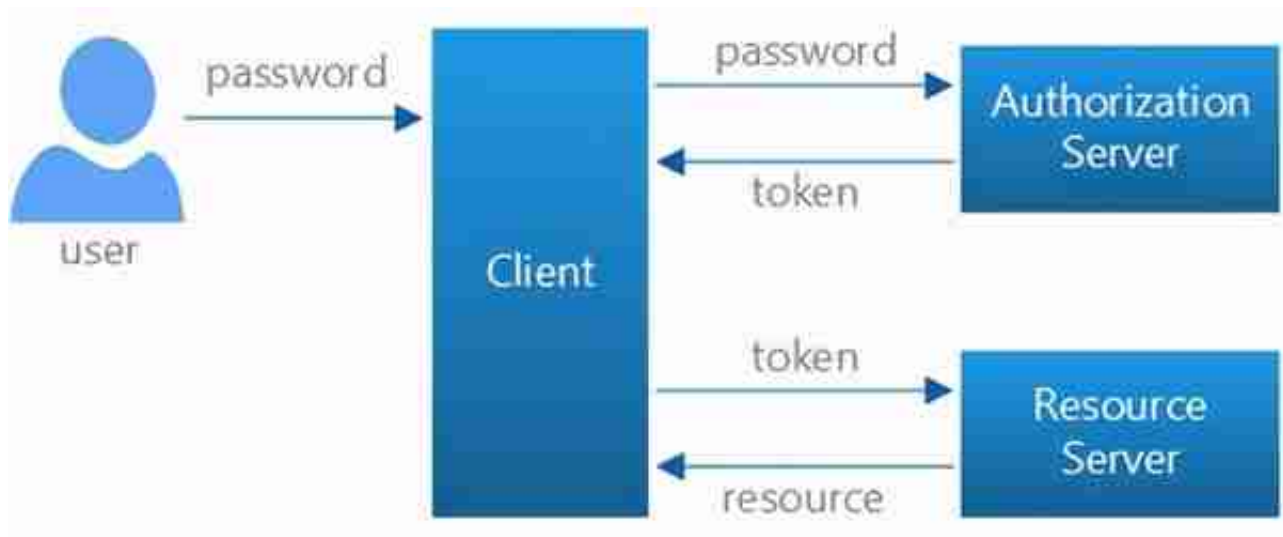 password
user
Client
password
token
Authorization
Server
token
resource
Resource
Server